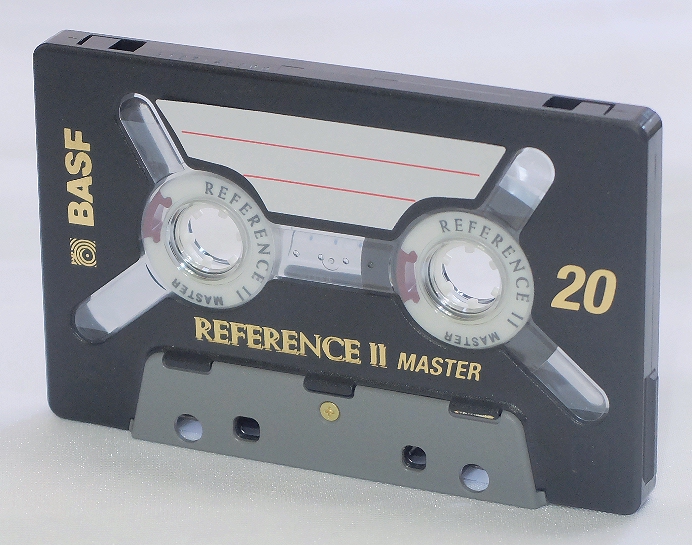 BASF
REFERENCE II
MASTER
REFERENCE II
MASTER
20
REFERENCE II MASTER